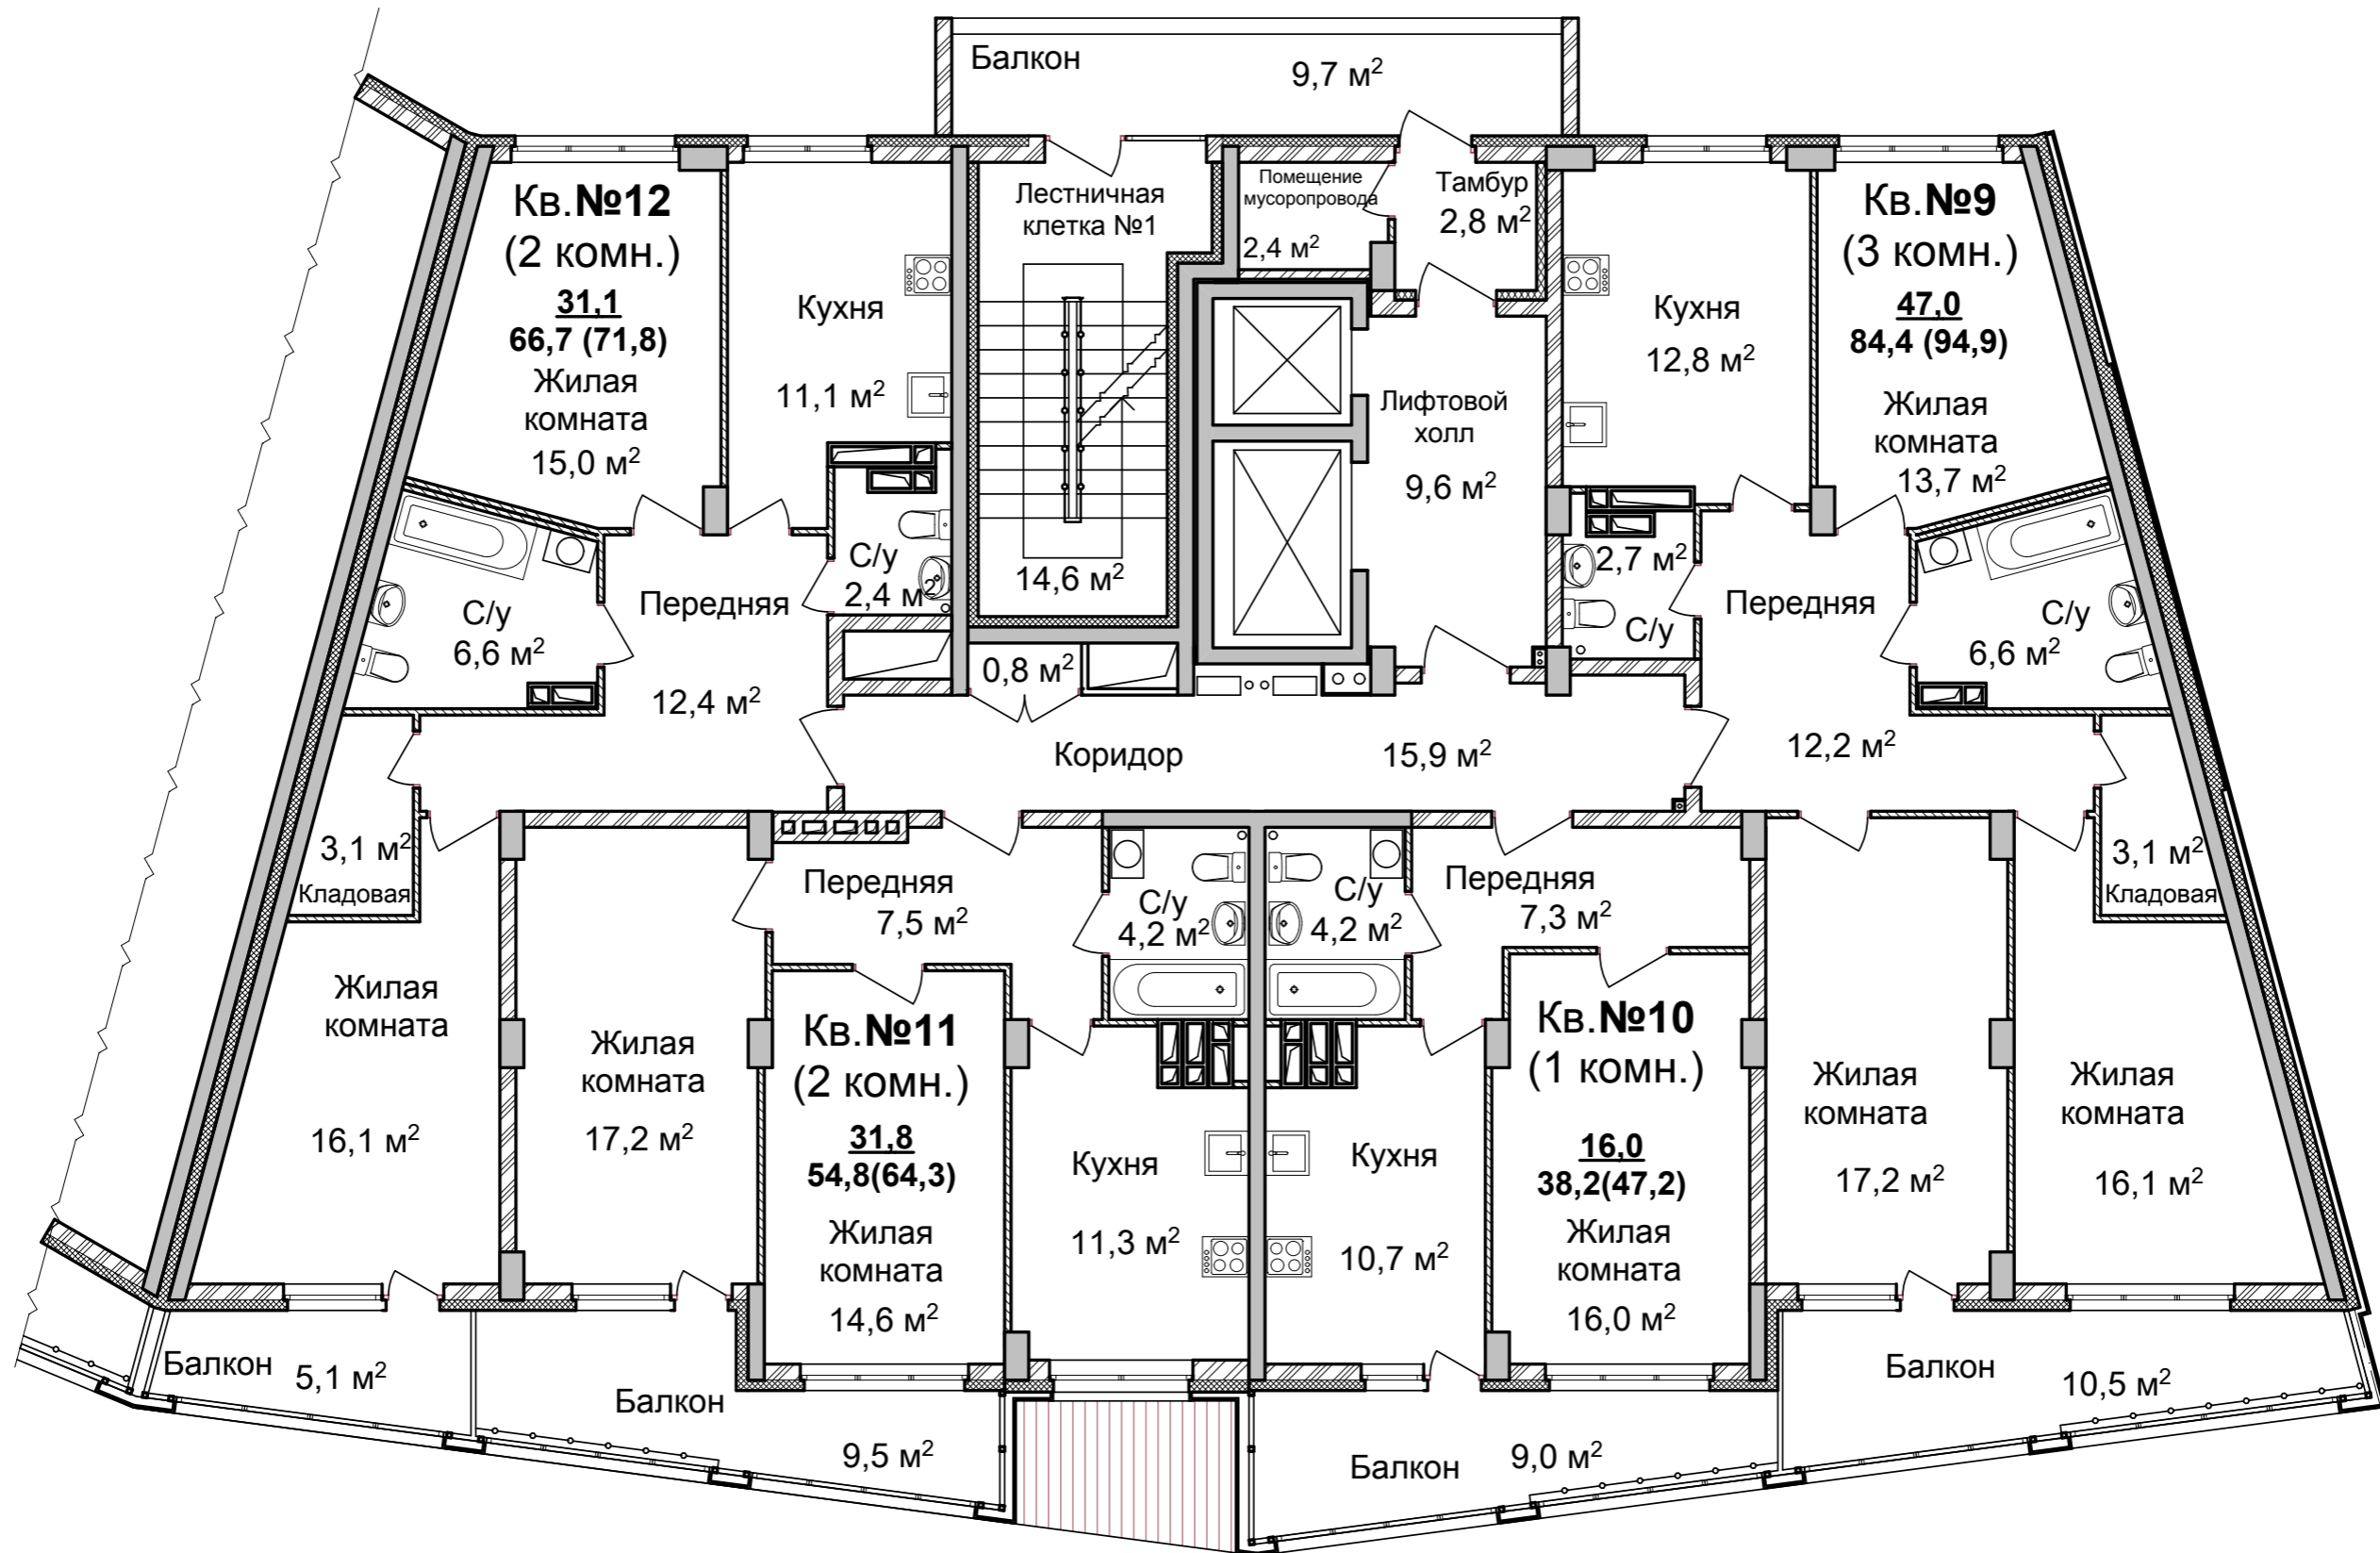 Балкон
9,7 м²
Кв.№12
(2 комн.)
31,1
66,7 (71,8)
Жилая
комната
15,0 м²
Кухня
11,1 м²
Лестничная
клетка №1
14,6 м²
Помещение
мусоропровода
2,4 м²
Тамбур
2,8 м²
Лифтовой
холл
9,6 м²
Кухня
12,8 м²
Кв.№9
(3 комн.)
47,0
84,4 (94,9)
Жилая
комната
13,7 м²
С/у
6,6 м²
Передняя
12,4 м²
С/у
2,4 м²
0,8 м²
2,7 м²
С/у
Передняя
12,2 м²
С/у
6,6 м²
Коридор
15,9 м²
3,1 м²
Кладовая
Передняя
7,5 м²
С/у
4,2 м²
С/у
4,2 м²
Передняя
7,3 м²
3,1 м²
Кладовая
Жилая
комната
16,1 м²
Жилая
комната
17,2 м²
Кв.№11
(2 комн.)
31,8
54,8(64,3)
Жилая
комната
14,6 м²
Кухня
11,3 м²
Кухня
10,7 м²
Кв.№10
(1 комн.)
16,0
38,2(47,2)
Жилая
комната
16,0 м²
Жилая
комната
17,2 м²
Жилая
комната
16,1 м²
Балкон
5,1 м²
Балкон
9,5 м²
Балкон
9,0 м²
Балкон
10,5 м²